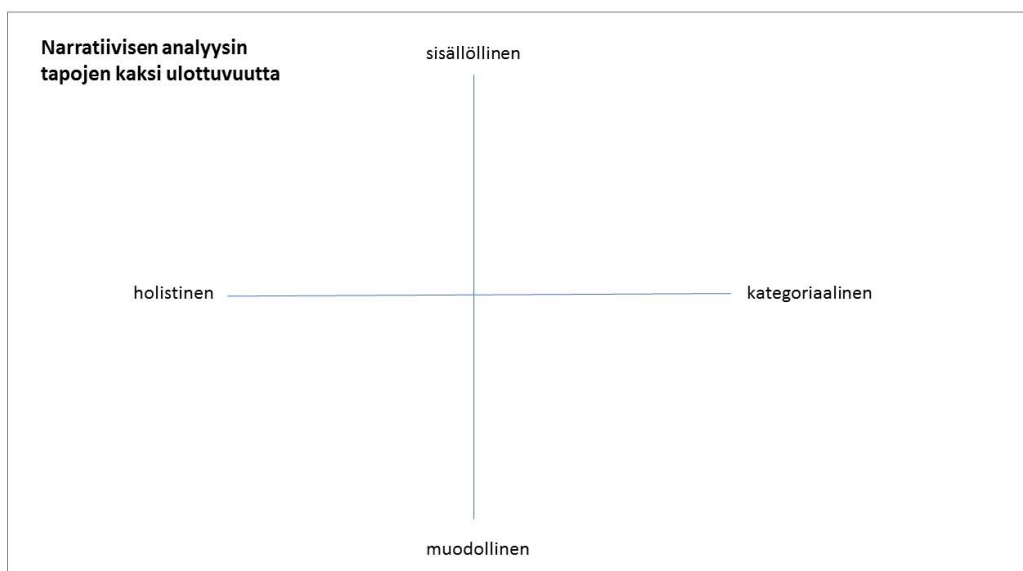 Narratiivisen analyysin
tapojen kaksi ulottuvuutta
sisällöllinen
holistinen
kategoriaalinen
muodollinen